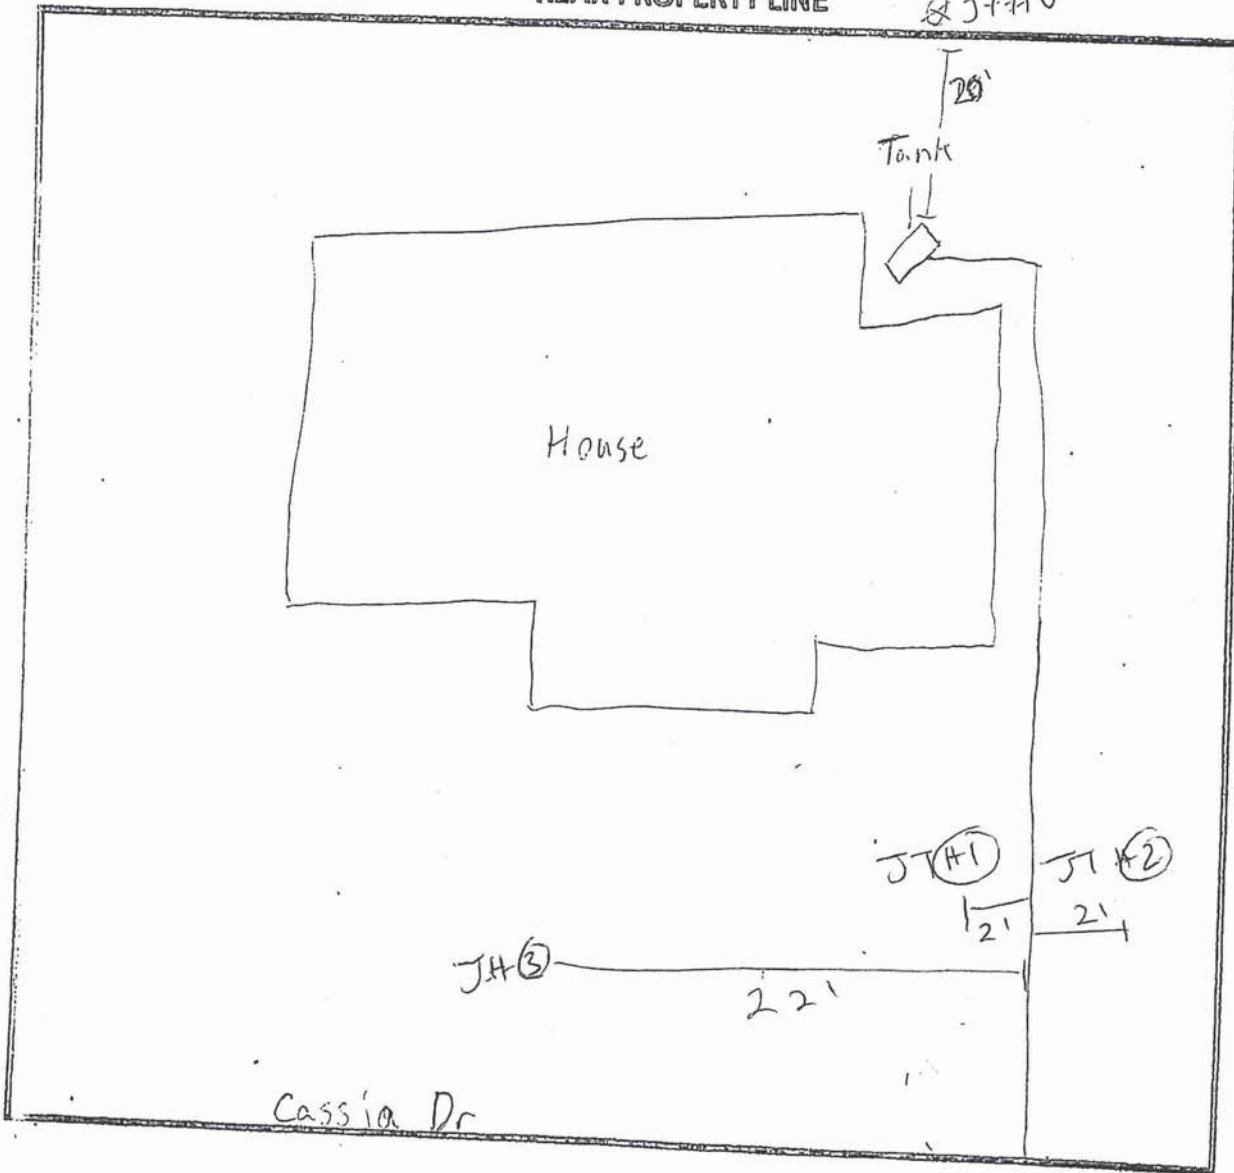 REAR PROPERTY LINE
20'
Tank
House
JT #1
JT #2
2'
2'
JH 3
22'
Cassia Dr